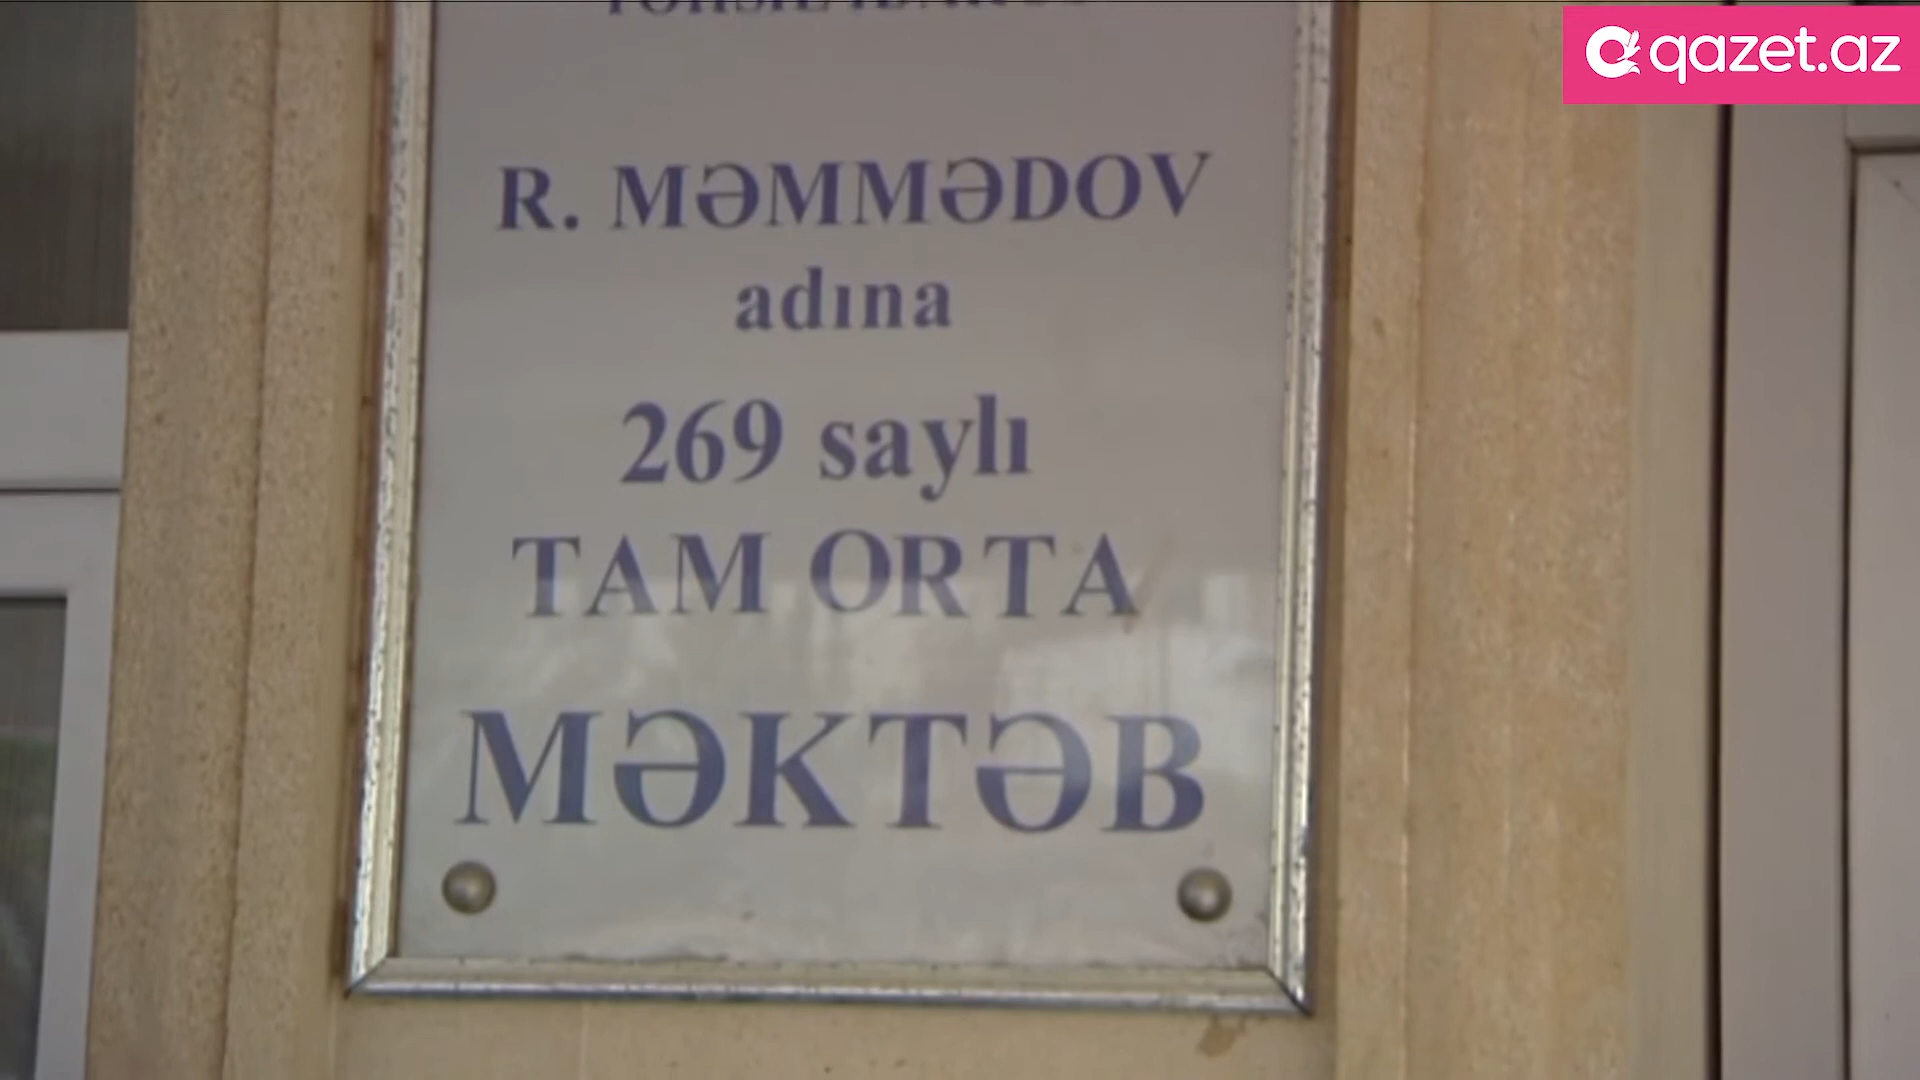 qazet.az
R. MƏMMƏDOV
adına
269 saylı
TAM ORTA
MƏKTƏB